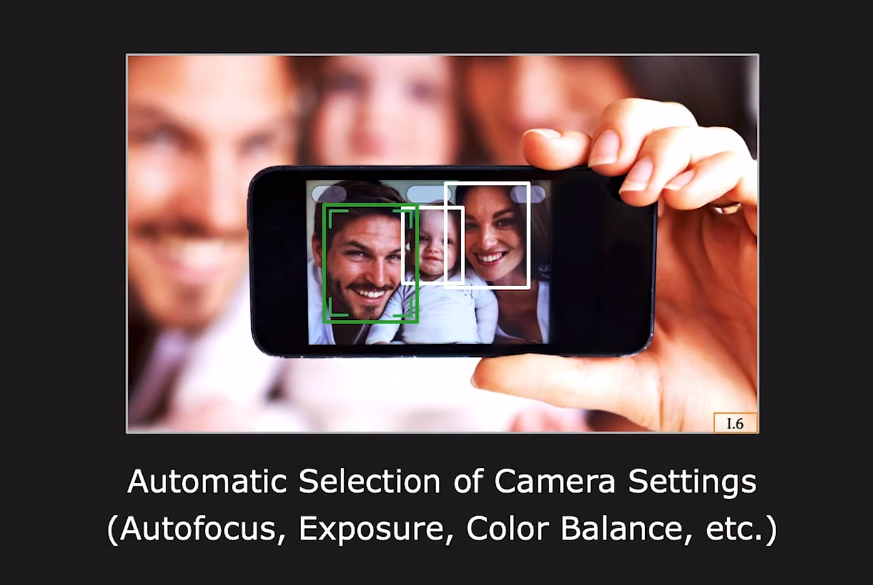 I.6
Automatic Selection of Camera Settings
(Autofocus, Exposure, Color Balance, etc.)